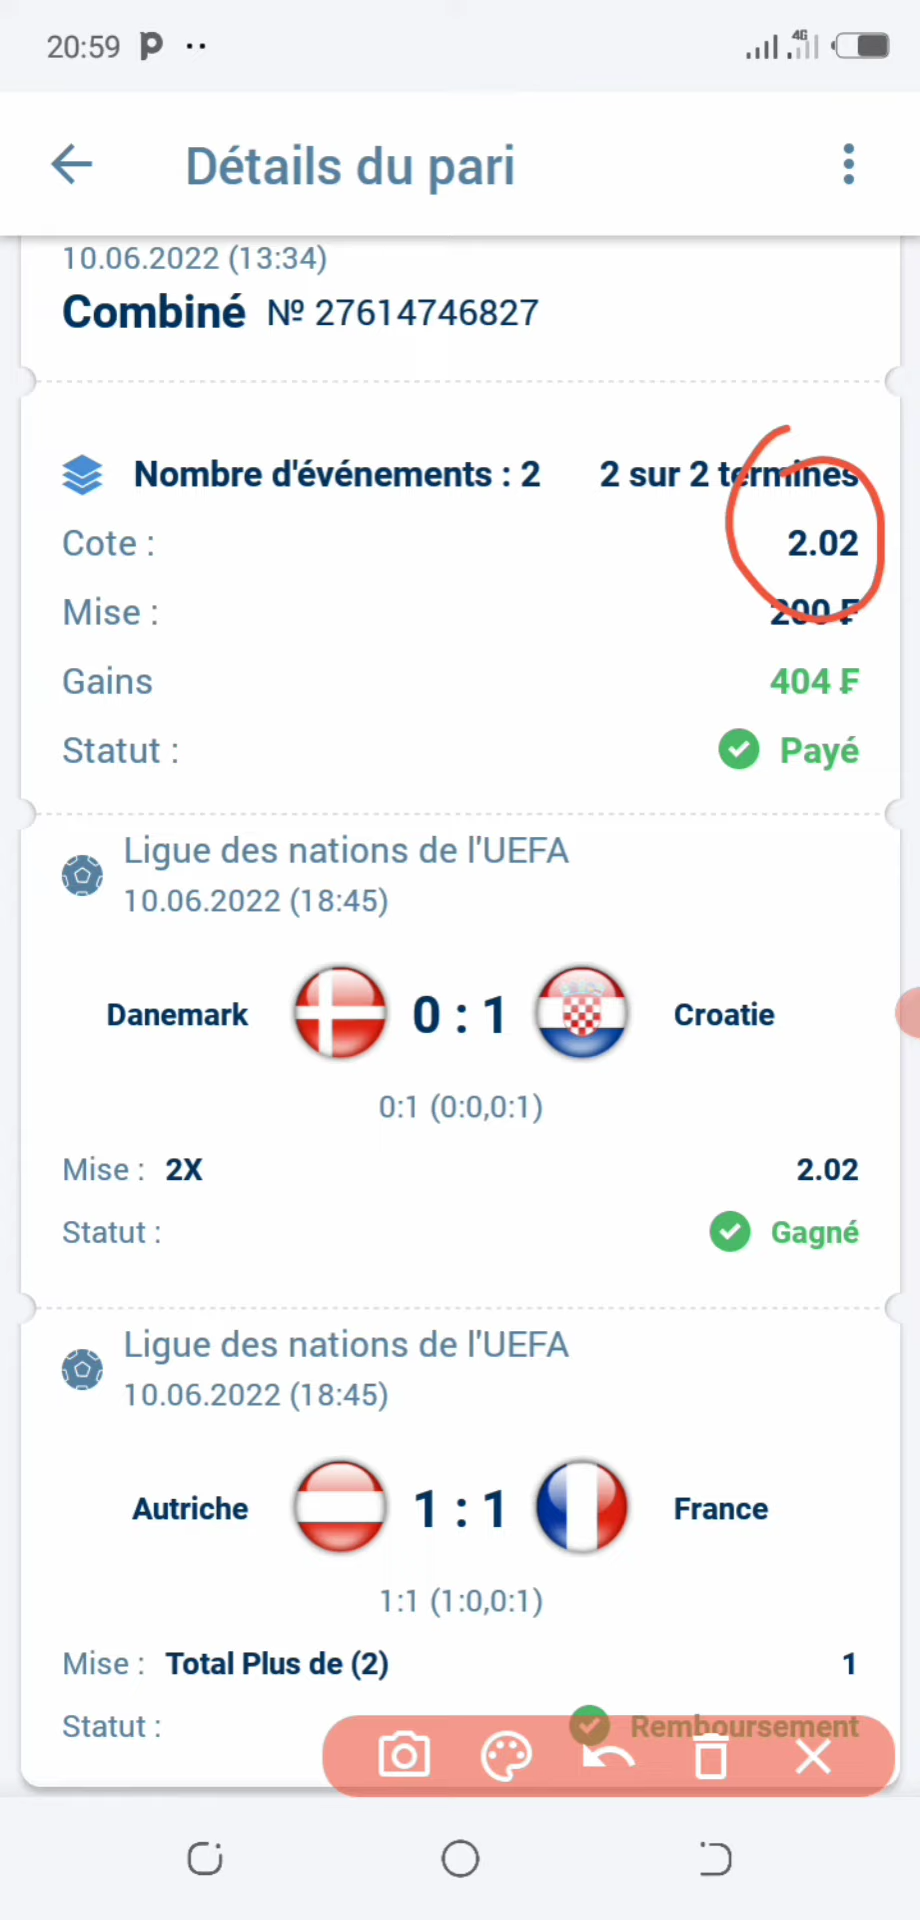 20:59
4G
Détails du pari
10.06.2022 (13:34)
Combiné № 27614746827
Nombre d'événements : 2 2 sur 2 terminés
Cote : 2.02
Mise : 200 ₣
Gains 404 ₣
Statut : Payé
Ligue des nations de l'UEFA
10.06.2022 (18:45)
Danemark 0 : 1 Croatie
0:1 (0:0,0:1)
Mise : 2X 2.02
Statut : Gagné
Ligue des nations de l'UEFA
10.06.2022 (18:45)
Autriche 1 : 1 France
1:1 (1:0,0:1)
Mise : Total Plus de (2) 1
Statut : Remboursement